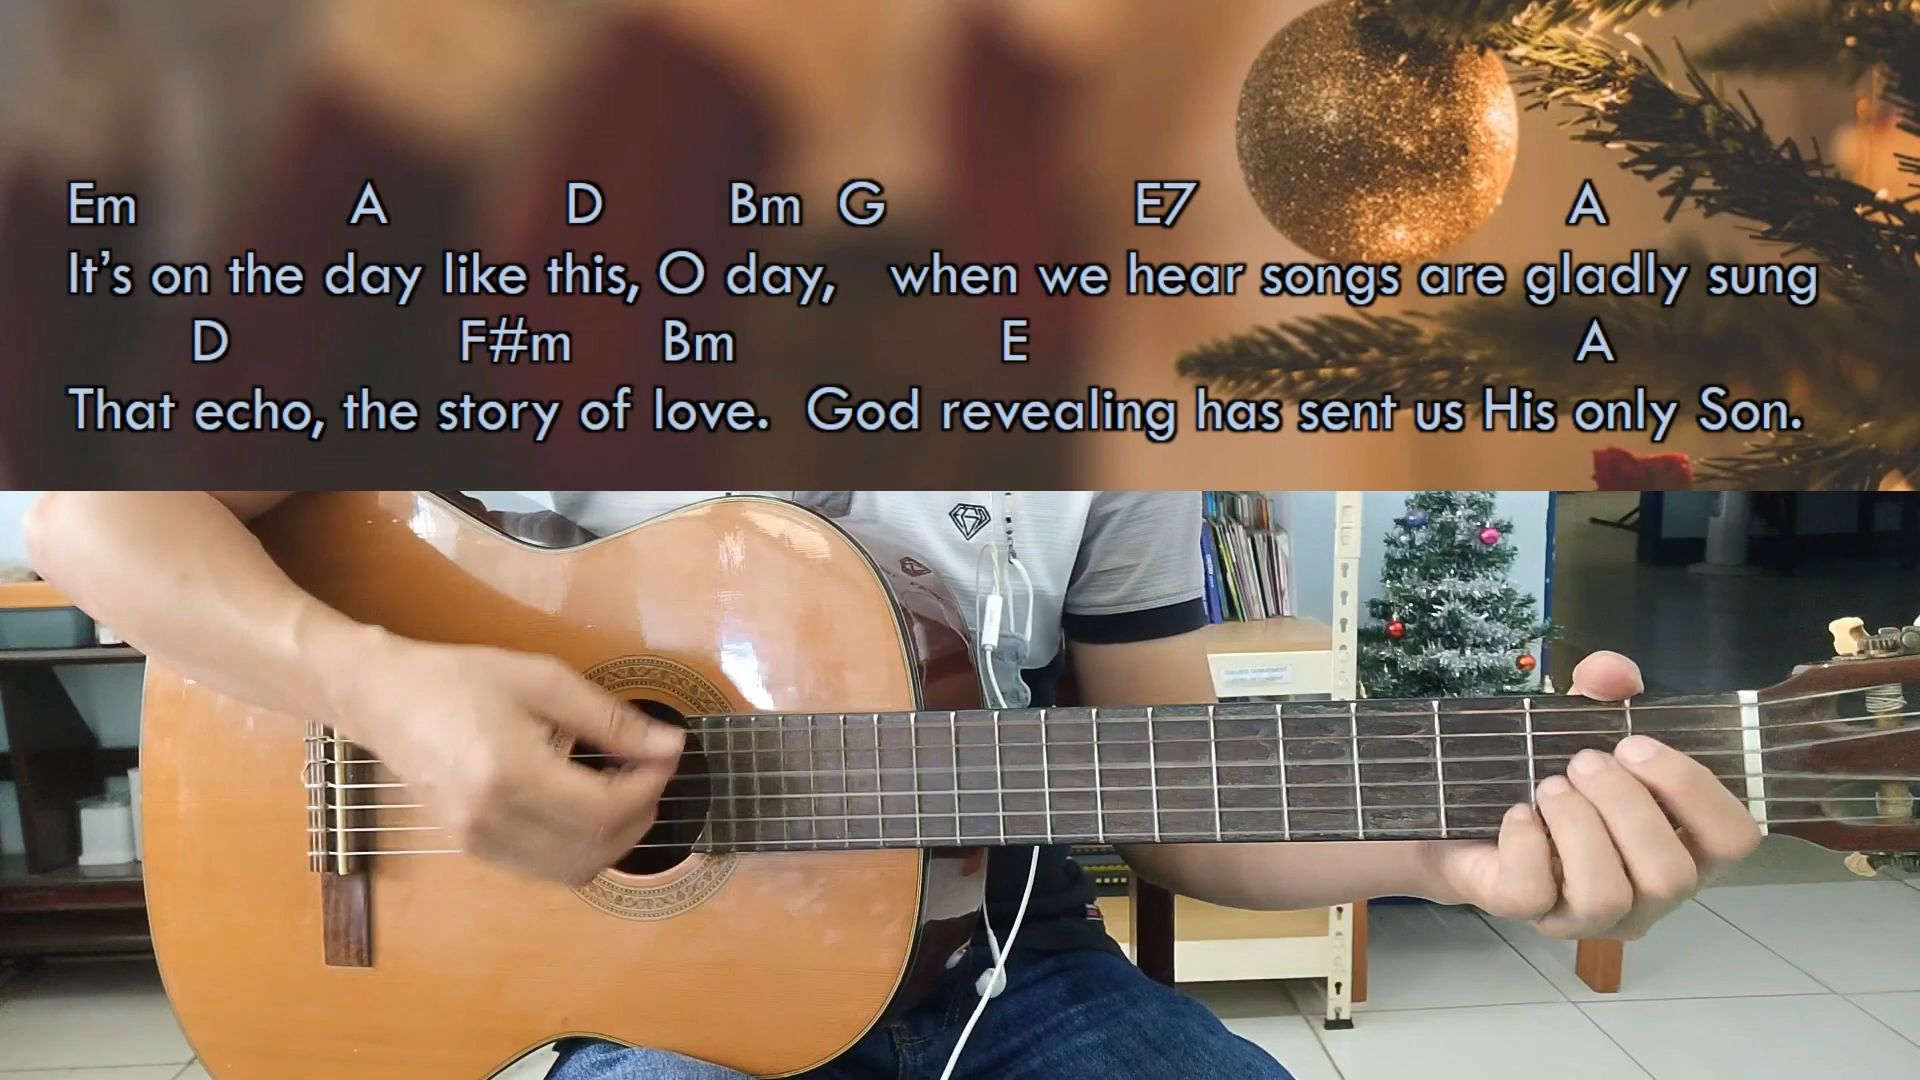 Em A D Bm G E7 A
It's on the day like this, O day, when we hear songs are gladly sung
D F#m Bm E A
That echo, the story of love. God revealing has sent us His only Son.